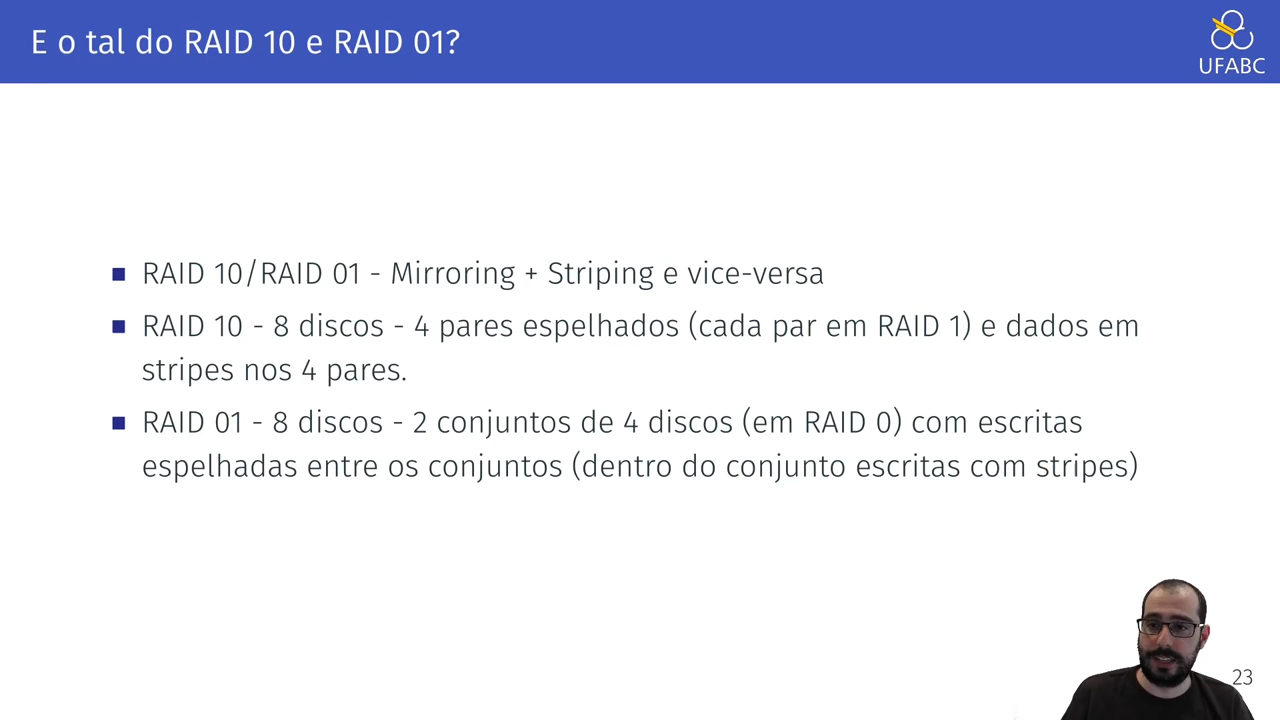 E o tal do RAID 10 e RAID 01?
UFABC
RAID 10/RAID 01 - Mirroring + Striping e vice-versa
RAID 10 - 8 discos - 4 pares espelhados (cada par em RAID 1) e dados em
stripes nos 4 pares.
RAID 01 - 8 discos - 2 conjuntos de 4 discos (em RAID 0) com escritas
espelhadas entre os conjuntos (dentro do conjunto escritas com stripes)
23